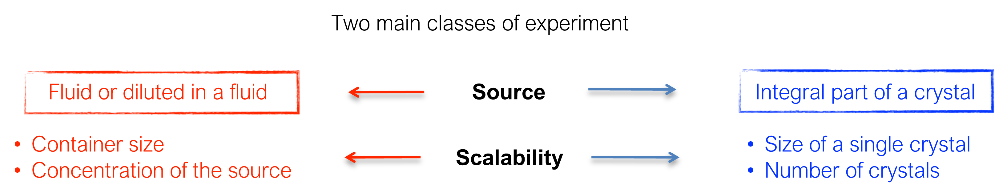 Two main classes of experiment
Fluid or diluted in a fluid
Source
Integral part of a crystal
• Container size
• Concentration of the source
Scalability
• Size of a single crystal
• Number of crystals